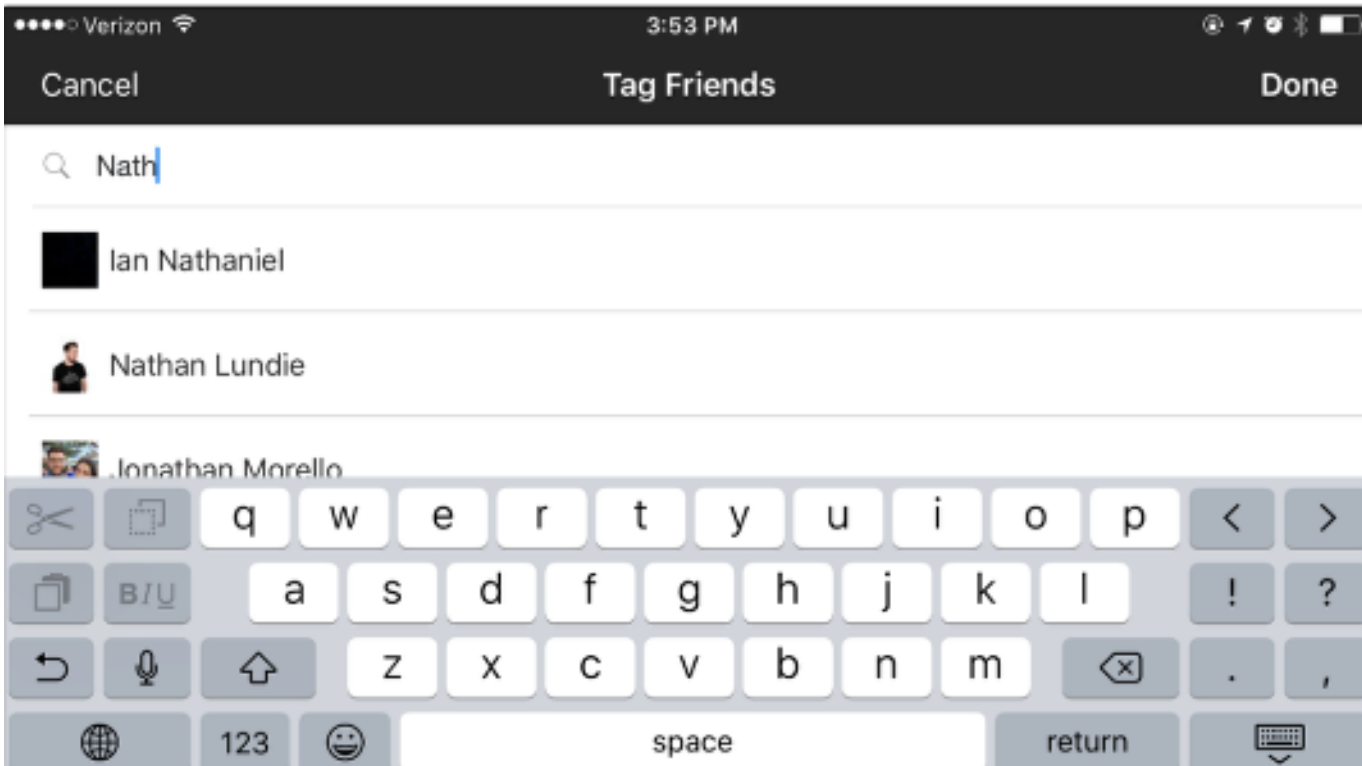 Verizon 3:53 PM
Cancel Tag Friends Done
Nath
Ian Nathaniel
Nathan Lundie
Jonathan Morello
q w e r t y u i o p < >
B I U a s d f g h j k l ! ?
z x c v b n m . ,
123 space return